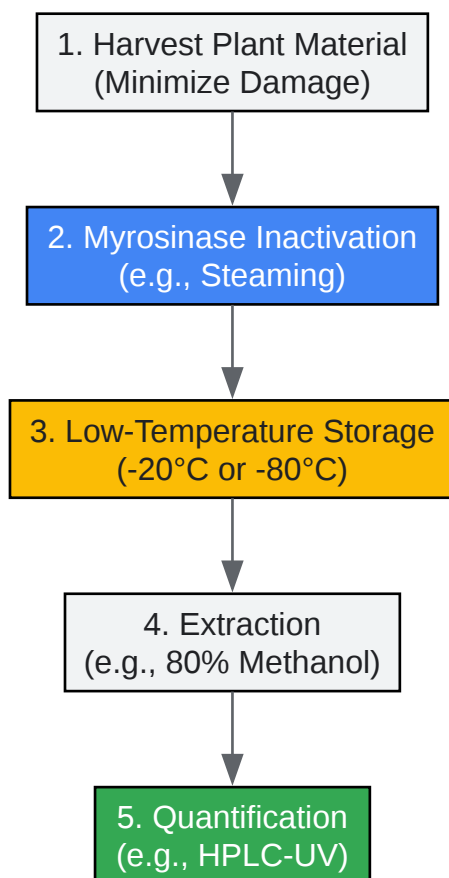 1. Harvest Plant Material
(Minimize Damage)
2. Myrosinase Inactivation
(e.g., Steaming)
3. Low-Temperature Storage
(-20°C or -80°C)
4. Extraction
(e.g., 80% Methanol)
5. Quantification
(e.g., HPLC-UV)